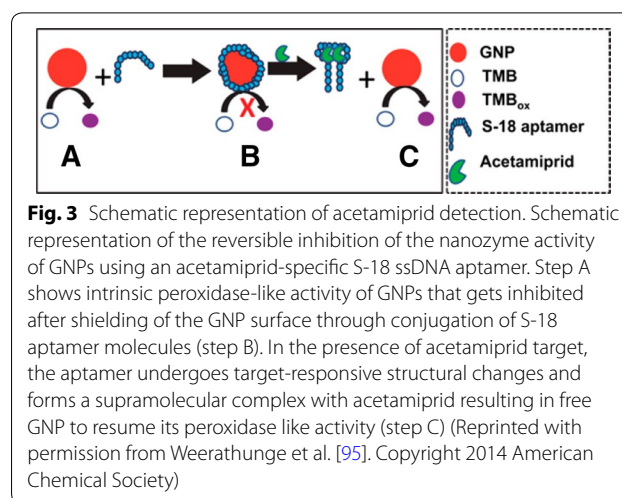 GNP
TMB
TMBox
S-18 aptamer
Acetamiprid
+
X
+
A B C
Fig. 3 Schematic representation of acetamiprid detection. Schematic
representation of the reversible inhibition of the nanozyme activity
of GNPs using an acetamiprid-specific S-18 ssDNA aptamer. Step A
shows intrinsic peroxidase-like activity of GNPs that gets inhibited
after shielding of the GNP surface through conjugation of S-18
aptamer molecules (step B). In the presence of acetamiprid target,
the aptamer undergoes target-responsive structural changes and
forms a supramolecular complex with acetamiprid resulting in free
GNP to resume its peroxidase like activity (step C) (Reprinted with
permission from Weerathunge et al. [95]. Copyright 2014 American
Chemical Society)